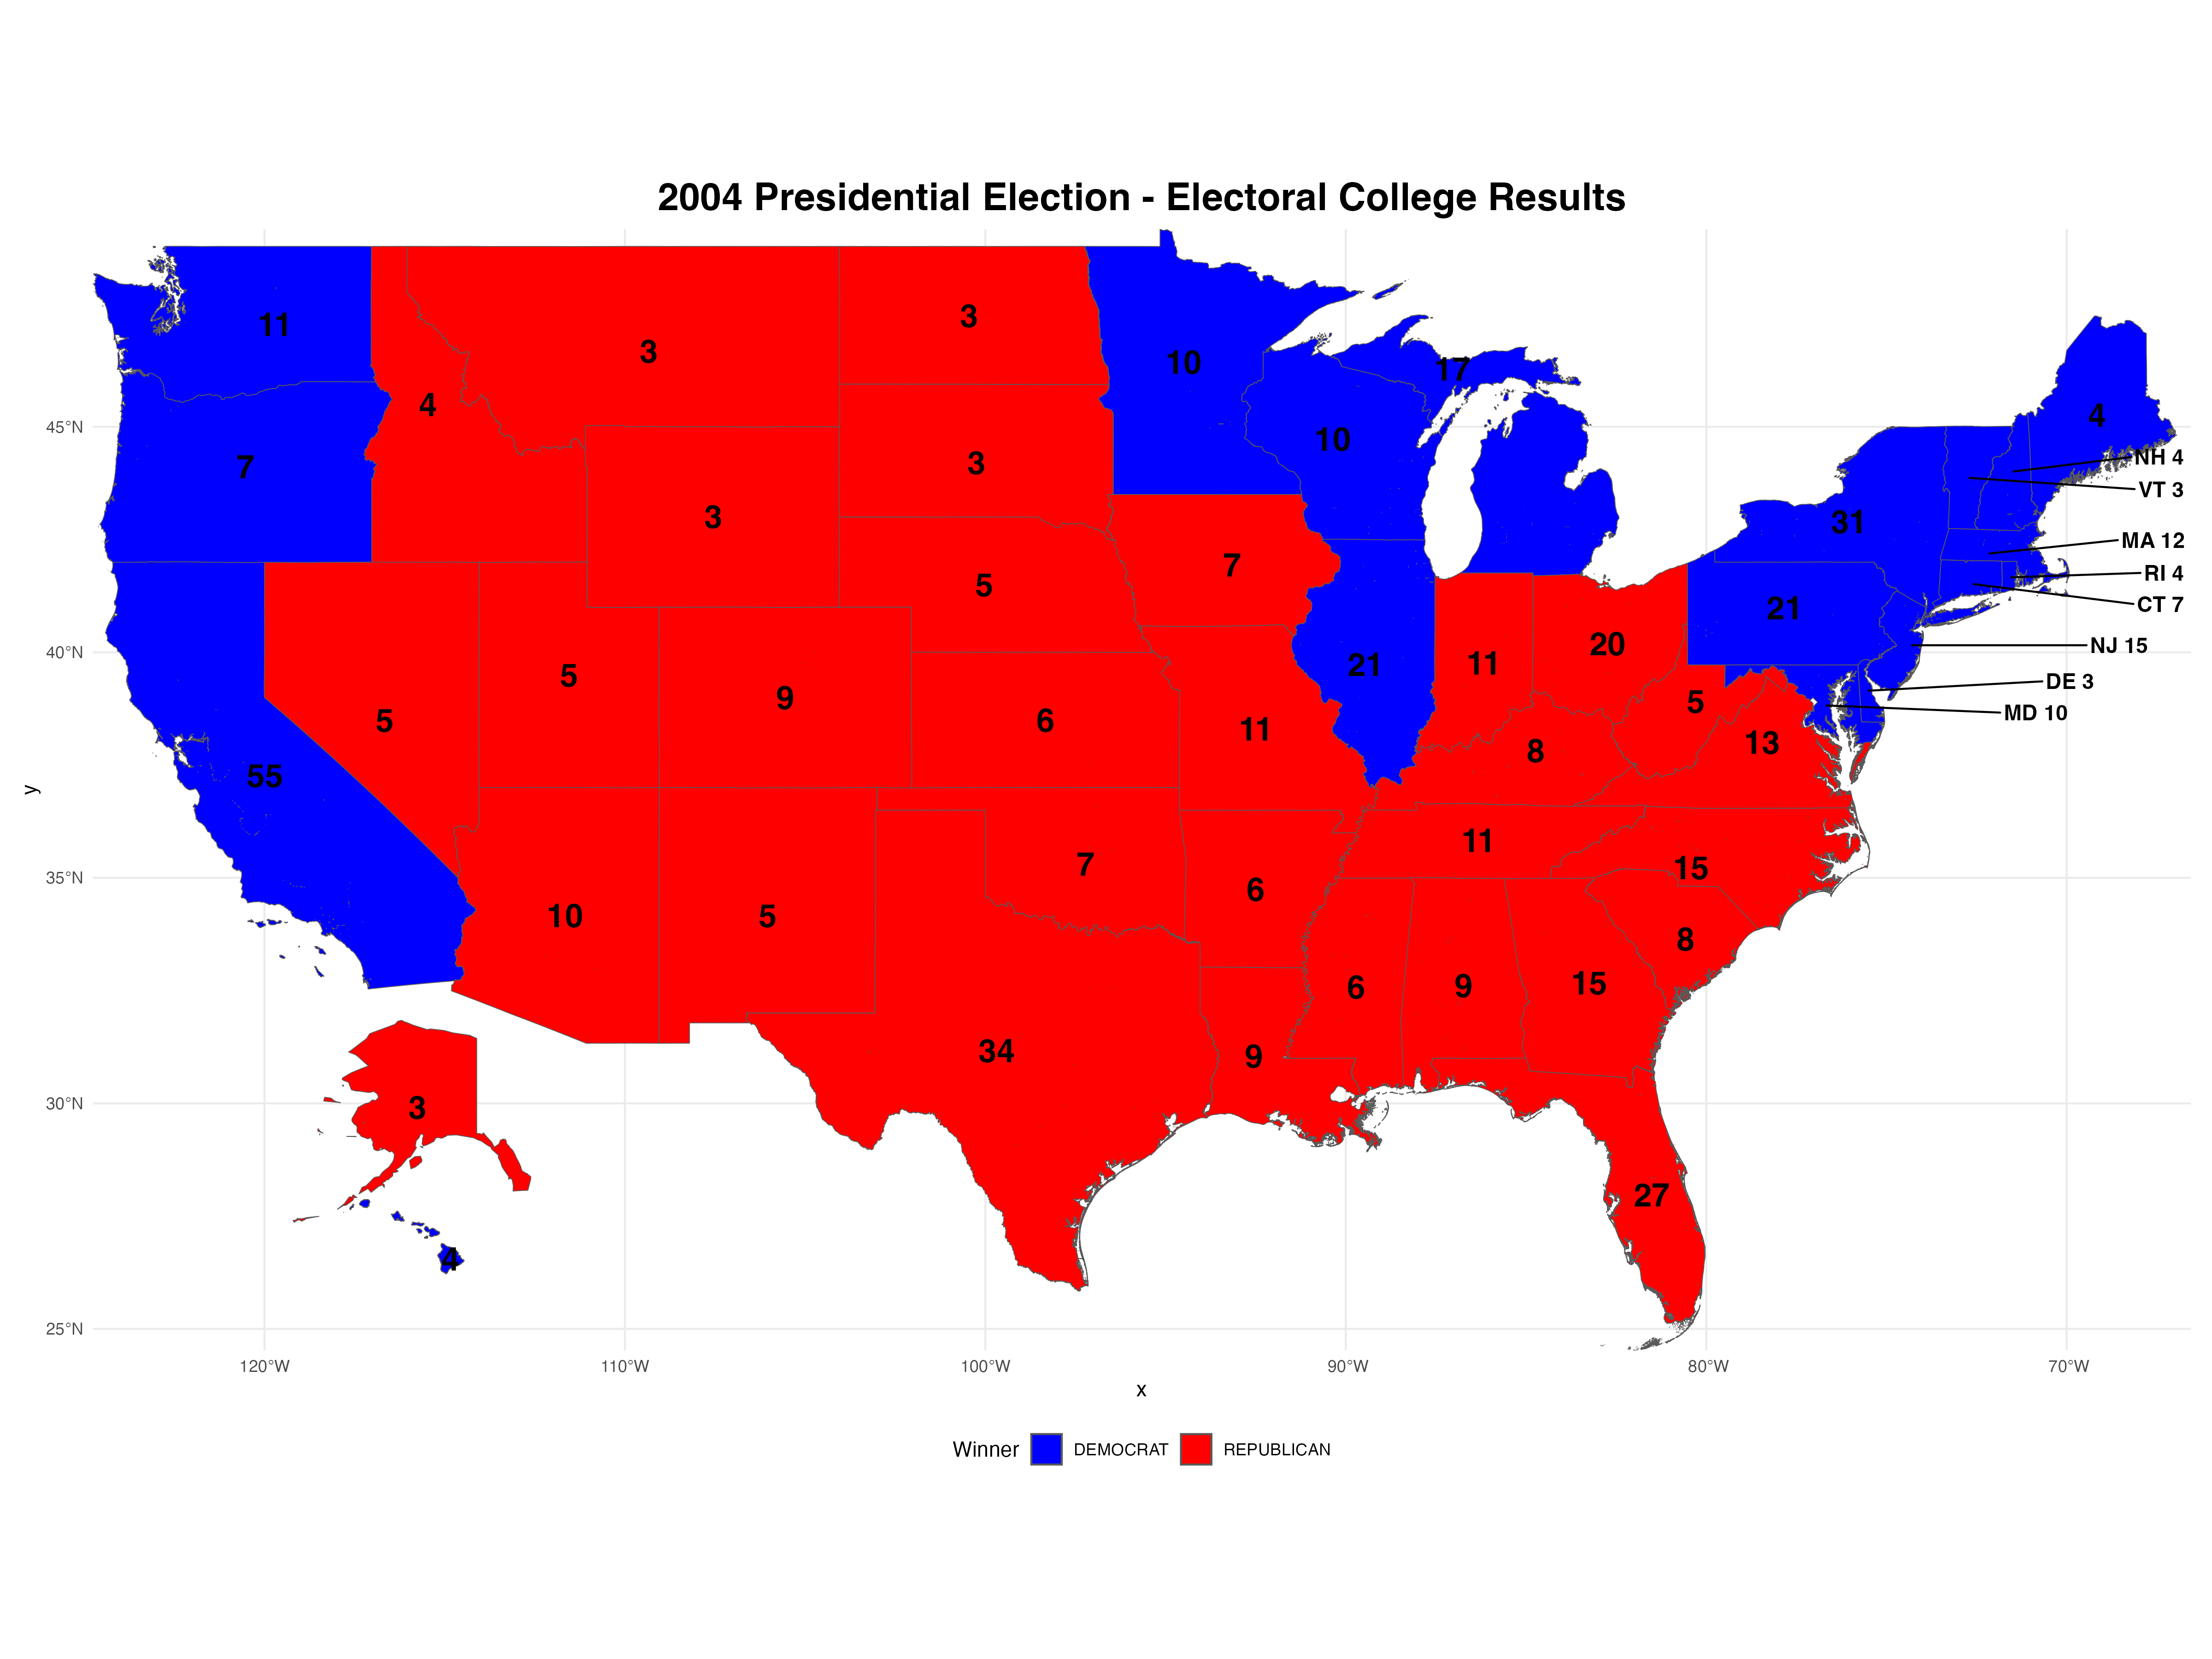 2004 Presidential Election - Electoral College Results
11
3
3
10
17
4
4
45°N
7
10
3
3
NH 4
VT 3
31
MA 12
7
RI 4
5
CT 7
21
40°N
20
NJ 15
21
11
5
DE 3
9
5
MD 10
5
6
11
13
8
55
y
11
15
35°N
7
6
10
5
8
6
9
15
34
9
30°N
3
27
4
25°N
120°W
110°W
100°W
90°W
80°W
70°W
x
Winner
DEMOCRAT
REPUBLICAN